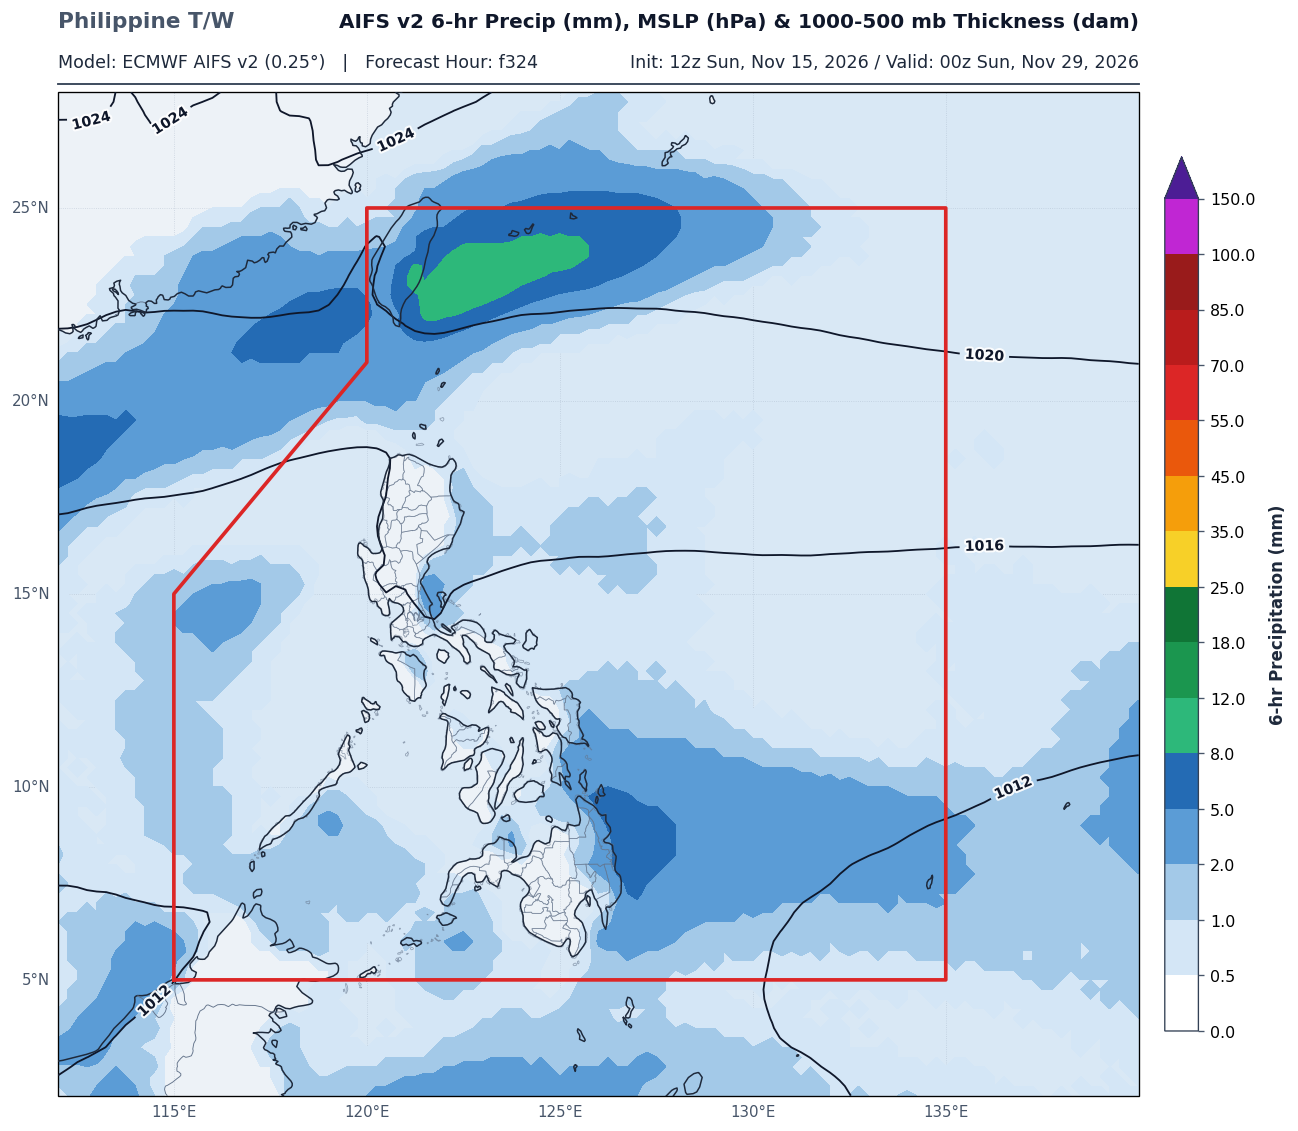 Philippine T/W
AIFS v2 6-hr Precip (mm), MSLP (hPa) & 1000-500 mb Thickness (dam)
Model: ECMWF AIFS v2 (0.25°) | Forecast Hour: f324
Init: 12z Sun, Nov 15, 2026 / Valid: 00z Sun, Nov 29, 2026
1024
1024
1024
1020
1016
1012
1012
25°N
20°N
15°N
10°N
5°N
115°E
120°E
125°E
130°E
135°E
150.0
100.0
85.0
70.0
55.0
45.0
35.0
25.0
18.0
12.0
8.0
5.0
2.0
1.0
0.5
0.0
6-hr Precipitation (mm)